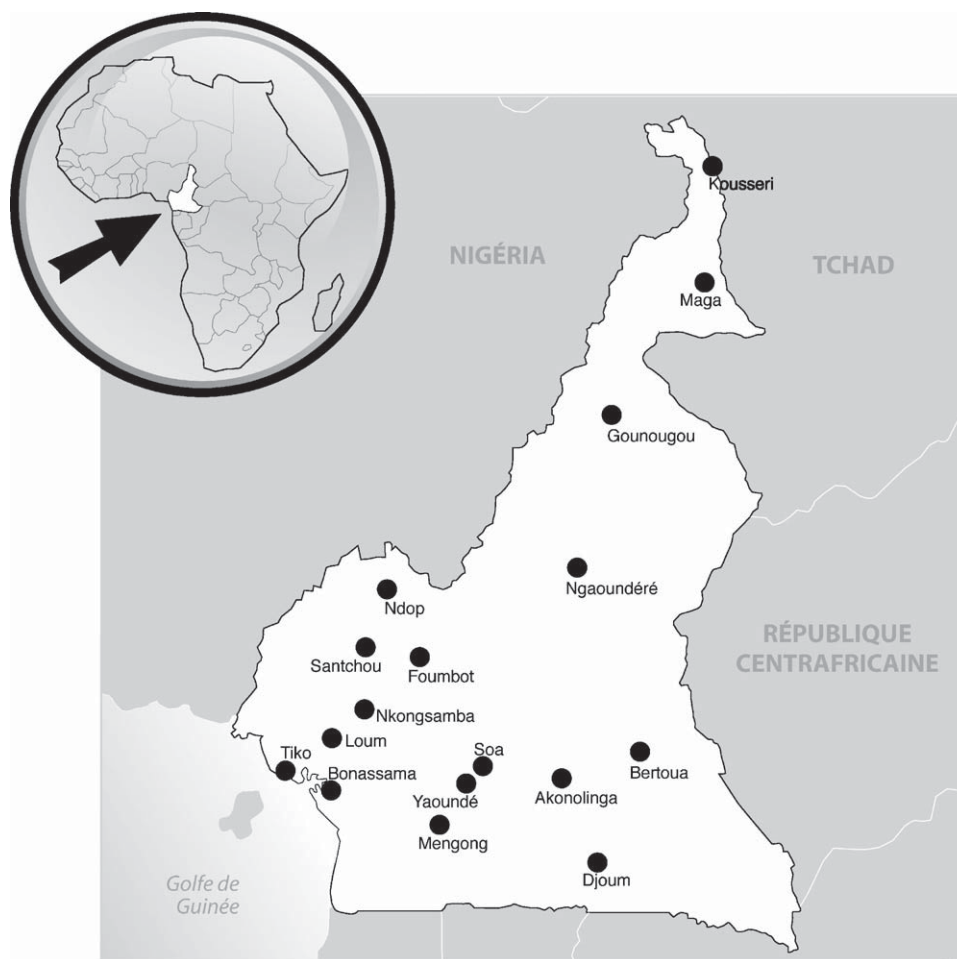 Kousseri
NIGÉRIA
TCHAD
Maga
Gounougou
Ngaoundéré
Ndop
RÉPUBLIQUE
CENTRAFRICAINE
Santchou
Foumbot
Nkongsamba
Loum
Tiko
Soa
Bonassama
Bertoua
Yaoundé
Akonolinga
Mengong
Djoum
Golfe de
Guinée